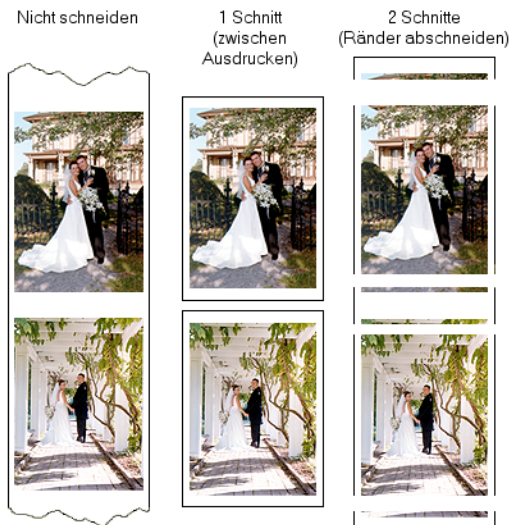 Nicht schneiden
1 Schnitt
(zwischen
Ausdrucken)
2 Schnitte
(Ränder abschneiden)